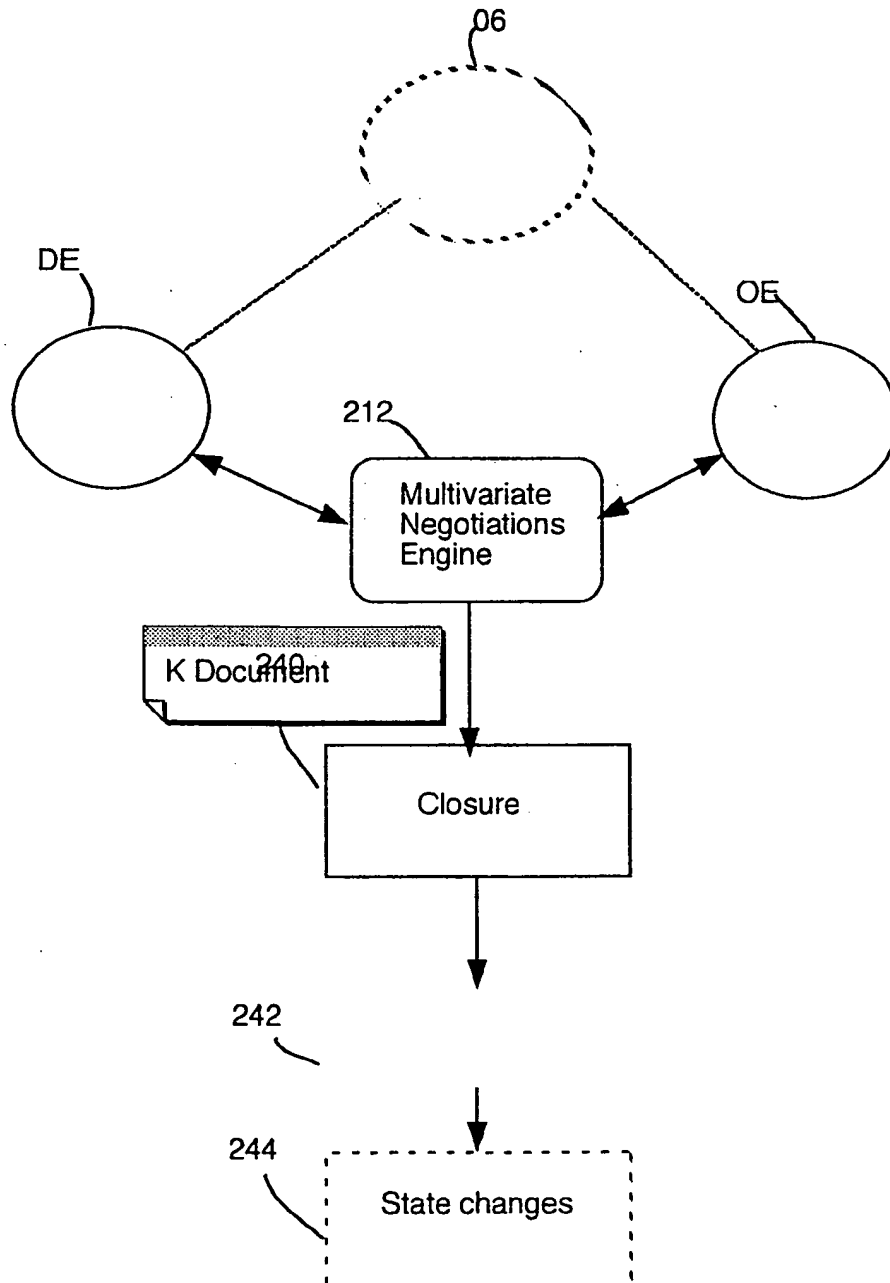 06
DE
OE
212
Multivariate
Negotiations
Engine
240
K Document
Closure
242
244
State changes